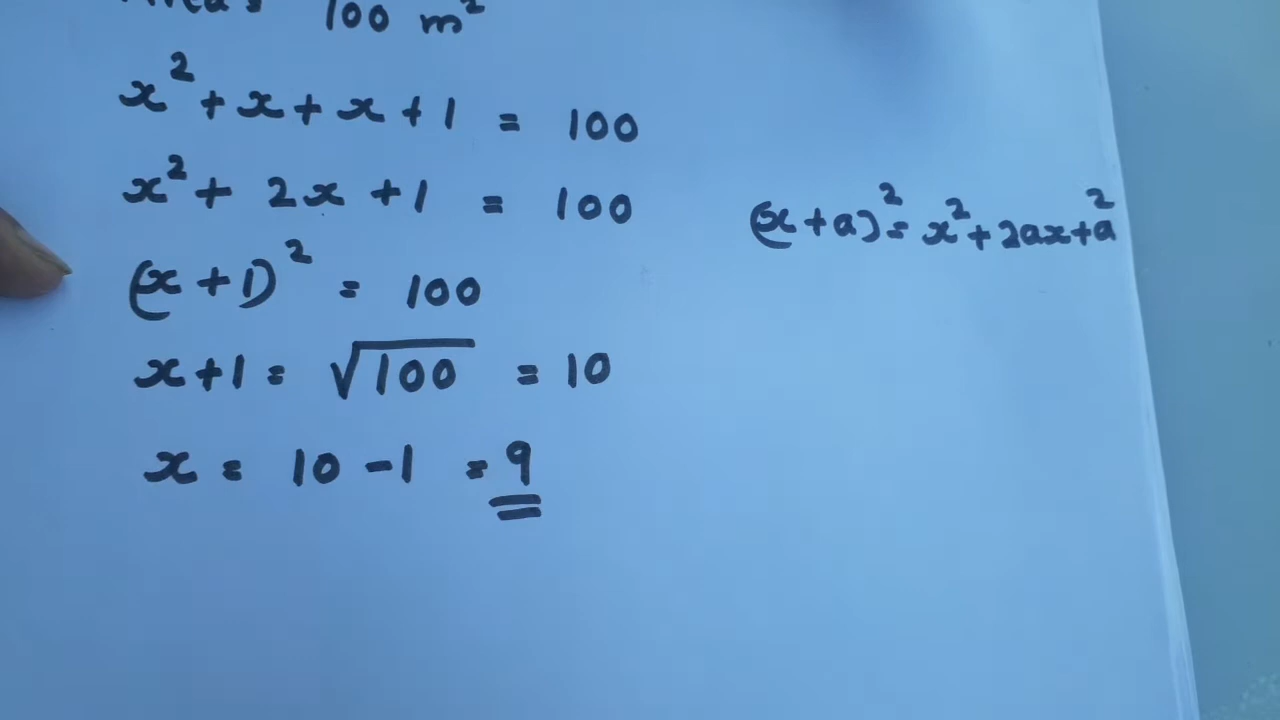 Area = 100 m²
x² + x + x + 1 = 100
x² + 2x + 1 = 100
(x + a)² = x² + 2ax + a²
(x + 1)² = 100
x + 1 = √100 = 10
x = 10 - 1 = 9